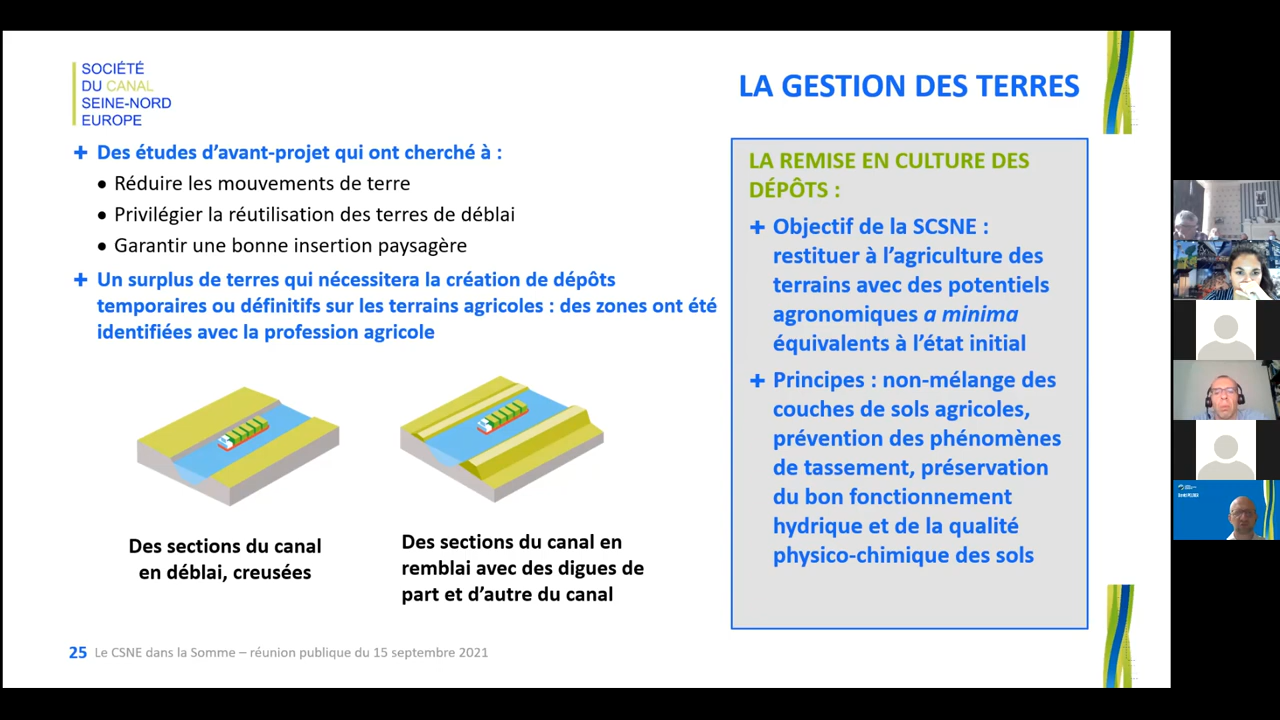 SOCIÉTÉ
DU CANAL
SEINE-NORD
EUROPE
LA GESTION DES TERRES
Des études d'avant-projet qui ont cherché à :
• Réduire les mouvements de terre
• Privilégier la réutilisation des terres de déblai
• Garantir une bonne insertion paysagère
Un surplus de terres qui nécessitera la création de dépôts
temporaires ou définitifs sur les terrains agricoles : des zones ont été
identifiées avec la profession agricole
Des sections du canal
en déblai, creusées
Des sections du canal en
remblai avec des digues de
part et d'autre du canal
LA REMISE EN CULTURE DES
DÉPÔTS :
Objectif de la SCSNE :
restituer à l'agriculture des
terrains avec des potentiels
agronomiques a minima
équivalents à l'état initial
Principes : non-mélange des
couches de sols agricoles,
prévention des phénomènes
de tassement, préservation
du bon fonctionnement
hydrique et de la qualité
physico-chimique des sols
25 Le CSNE dans la Somme – réunion publique du 15 septembre 2021